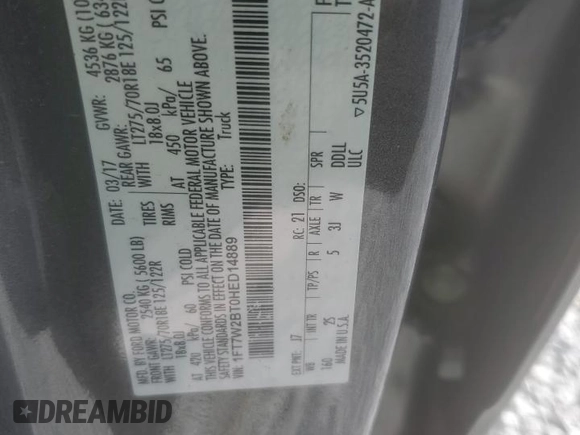 MFD. BY FORD MOTOR CO.
DATE: 03/17 GVWR: 4536 KG (10
FRONT GAWR: 2540 KG ( 5600 LB) REAR GAWR: 2876 KG ( 634
WITH LT275/70R18E 125/122R TIRES WITH LT275/70R18E 125/122
18x8.0J RIMS 18x8.0J
AT 420 kPa/ 60 PSI COLD AT 450 kPa/ 65 PSI C
THIS VEHICLE CONFORMS TO ALL APPLICABLE FEDERAL MOTOR VEHICLE
SAFETY STANDARDS IN EFFECT ON THE DATE OF MANUFACTURE SHOWN ABOVE.
VIN: 1FT7W2BT0HED14889
TYPE: Truck
EXT PNT: J7 RC: 21 DSO:
WB INT TR TP/PS R AXLE TR SPR
160 2S 5 3J W DDLL
MADE IN U.S.A. ULC
▽5U5A-3520472-A
DREAMBID